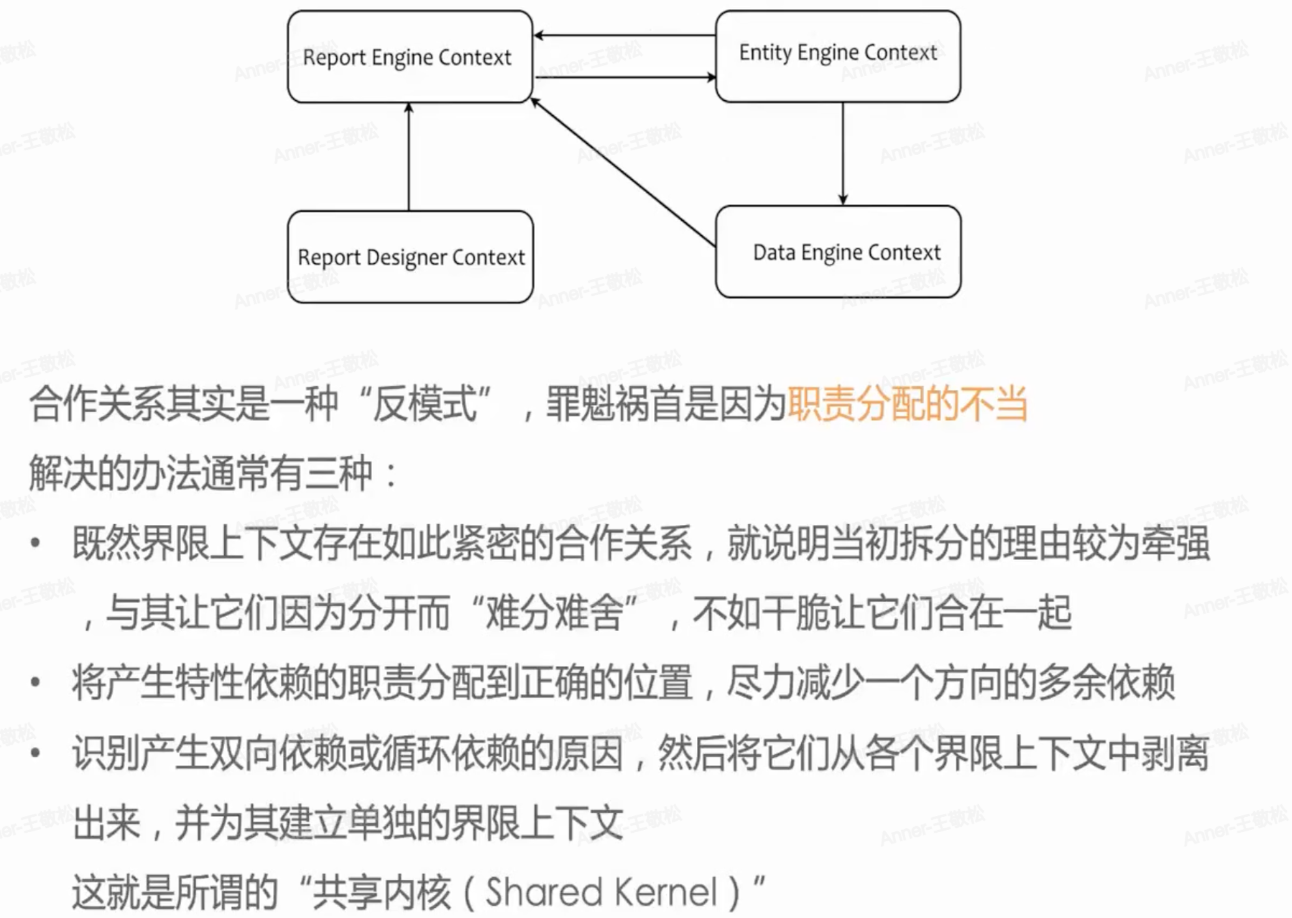 Report Engine Context
Entity Engine Context
Report Designer Context
Data Engine Context
合作关系其实是一种“反模式”，罪魁祸首是因为职责分配的不当
解决的办法通常有三种：
• 既然界限上下文存在如此紧密的合作关系，就说明当初拆分的理由较为牵强
，与其让它们因为分开而“难分难舍”，不如干脆让它们合在一起
• 将产生特性依赖的职责分配到正确的位置，尽力减少一个方向的多余依赖
• 识别产生双向依赖或循环依赖的原因，然后将它们从各个界限上下文中剥离
出来，并为其建立单独的界限上下文
这就是所谓的“共享内核（Shared Kernel）”
Anner-王敬松